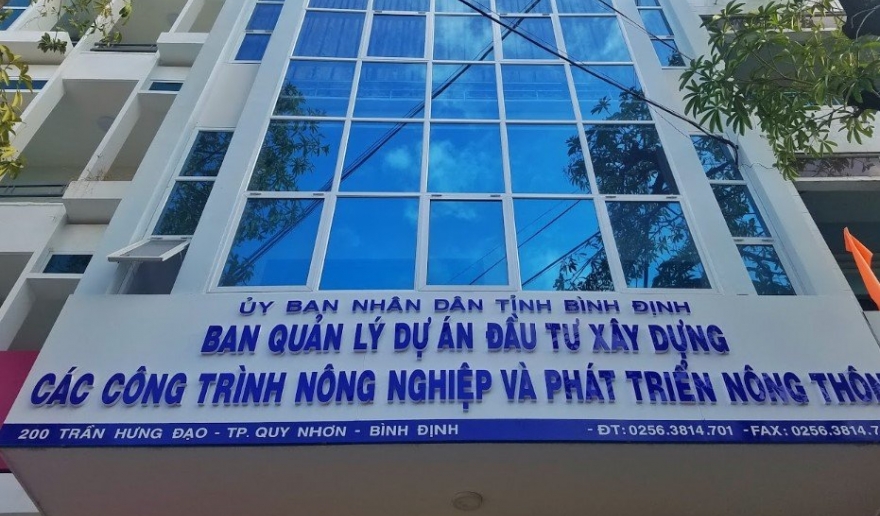 ỦY BAN NHÂN DÂN TỈNH BÌNH ĐỊNH
BAN QUẢN LÝ DỰ ÁN ĐẦU TƯ XÂY DỰNG
CÁC CÔNG TRÌNH NÔNG NGHIỆP VÀ PHÁT TRIỂN NÔNG THÔN
200 TRẦN HƯNG ĐẠO - TP. QUY NHƠN - BÌNH ĐỊNH - ĐT: 0256.3814.701 - FAX: 0256.3814.7